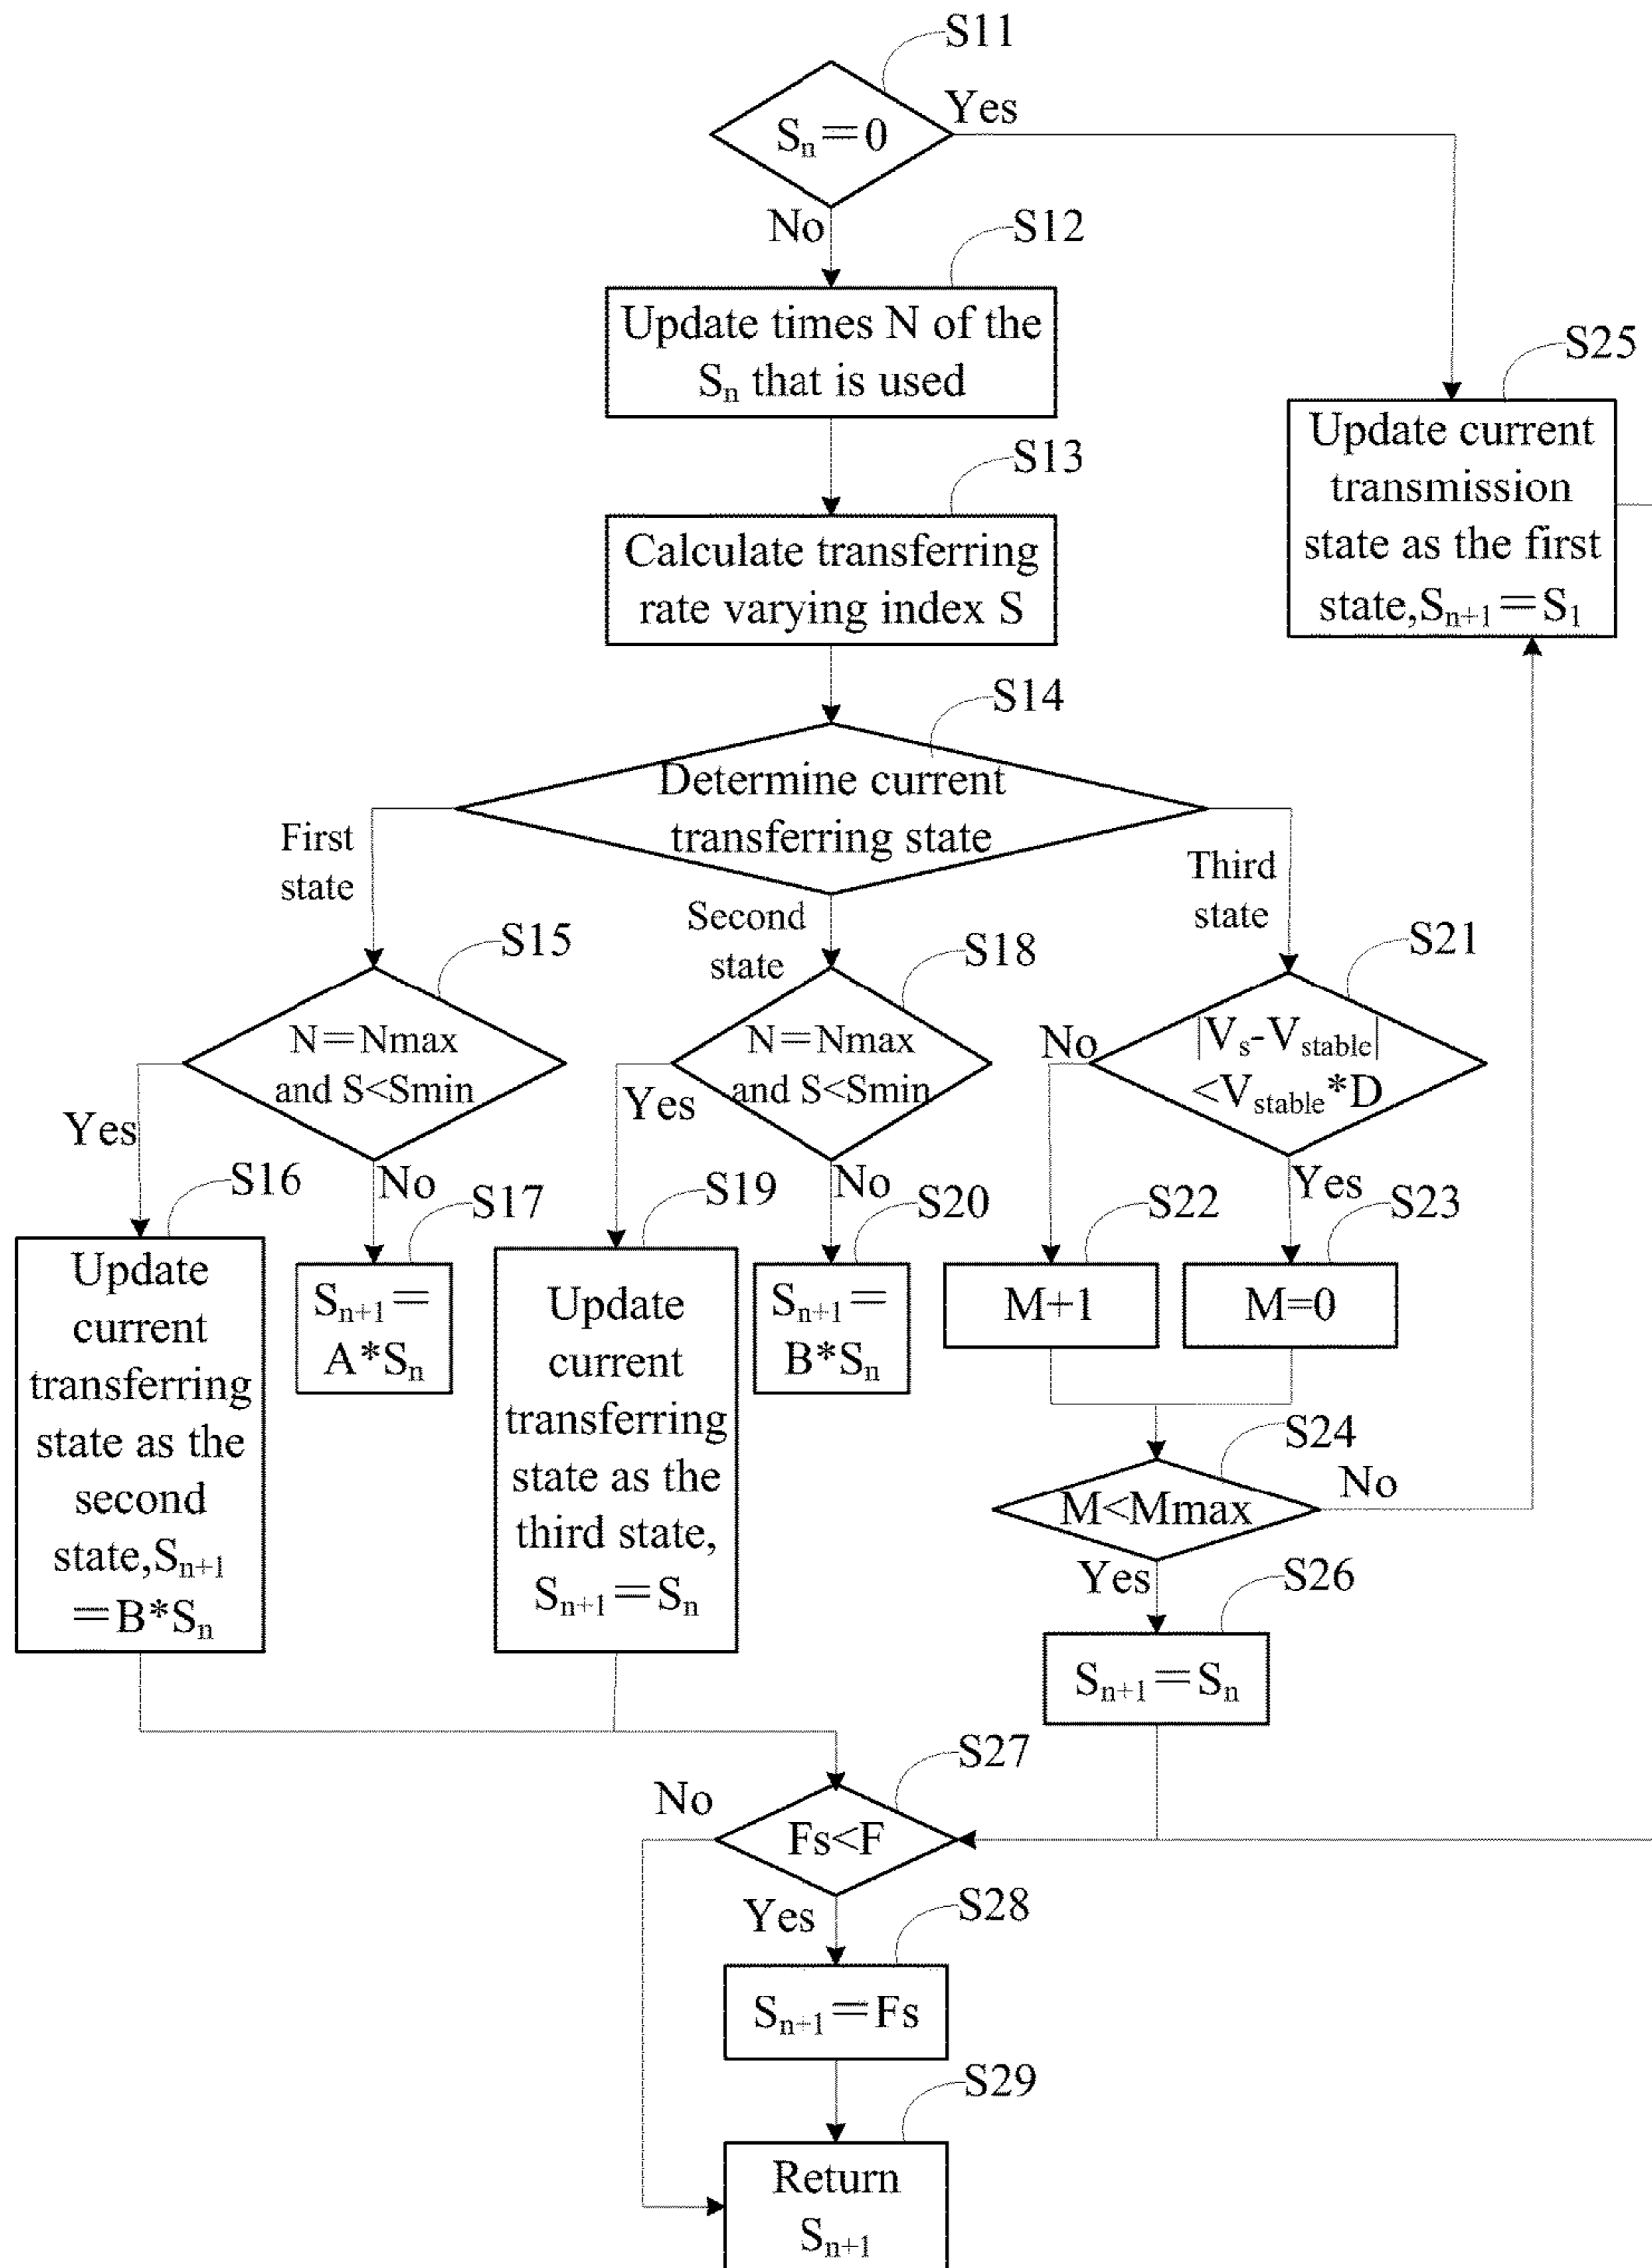 S11
Sn=0
Yes
No
S12
Update times N of the
Sn that is used
S25
Update current
transmission
state as the first
state,Sn+1=S1
S13
Calculate transferring
rate varying index S
S14
Determine current
transferring state
First
state
Second
state
Third
state
S15
N=Nmax
and S<Smin
Yes
No
S18
N=Nmax
and S<Smin
Yes
No
S21
|Vs-Vstable|
<Vstable*D
No
Yes
S16
Update
current
transferring
state as the
second
state,Sn+1
=B*Sn
S17
Sn+1=
A*Sn
S19
Update
current
transferring
state as the
third state,
Sn+1=Sn
S20
Sn+1=
B*Sn
S22
M+1
S23
M=0
S24
M<Mmax
No
Yes
S26
Sn+1=Sn
S27
Fs<F
No
Yes
S28
Sn+1=Fs
S29
Return
Sn+1